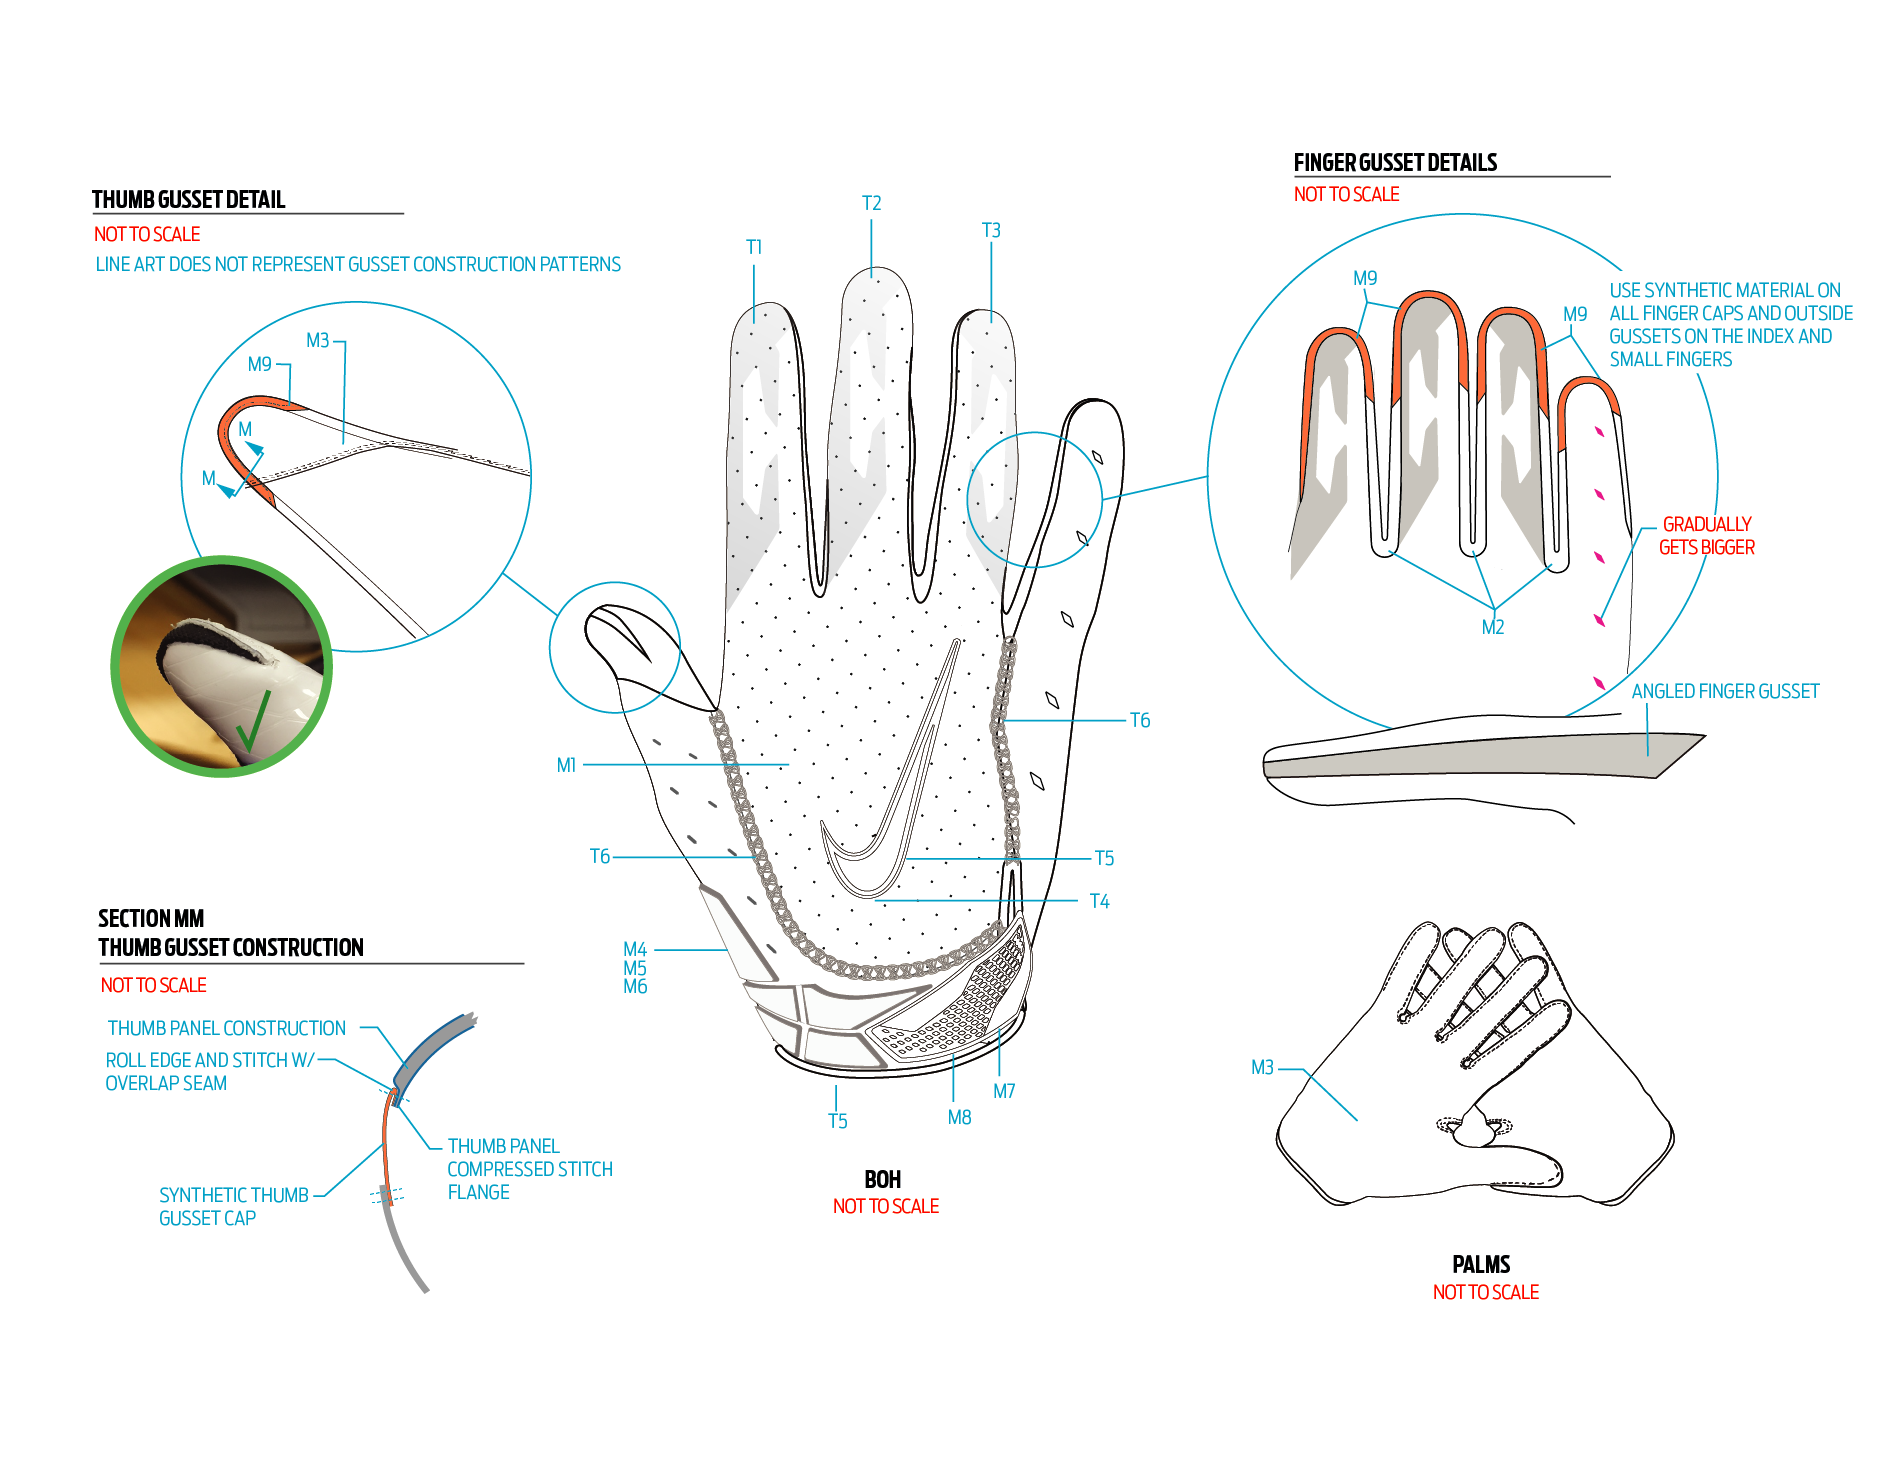 THUMB GUSSET DETAIL
NOT TO SCALE
LINE ART DOES NOT REPRESENT GUSSET CONSTRUCTION PATTERNS
M3
M9
M
M
SECTION MM
THUMB GUSSET CONSTRUCTION
NOT TO SCALE
THUMB PANEL CONSTRUCTION
ROLL EDGE AND STITCH W/
OVERLAP SEAM
THUMB PANEL
COMPRESSED STITCH
FLANGE
SYNTHETIC THUMB
GUSSET CAP
T1
T2
T3
T6
M1
T6
T5
T4
M4
M5
M6
M7
M8
T5
BOH
NOT TO SCALE
FINGER GUSSET DETAILS
NOT TO SCALE
M9
M9
USE SYNTHETIC MATERIAL ON
ALL FINGER CAPS AND OUTSIDE
GUSSETS ON THE INDEX AND
SMALL FINGERS
GRADUALLY
GETS BIGGER
M2
ANGLED FINGER GUSSET
M3
PALMS
NOT TO SCALE